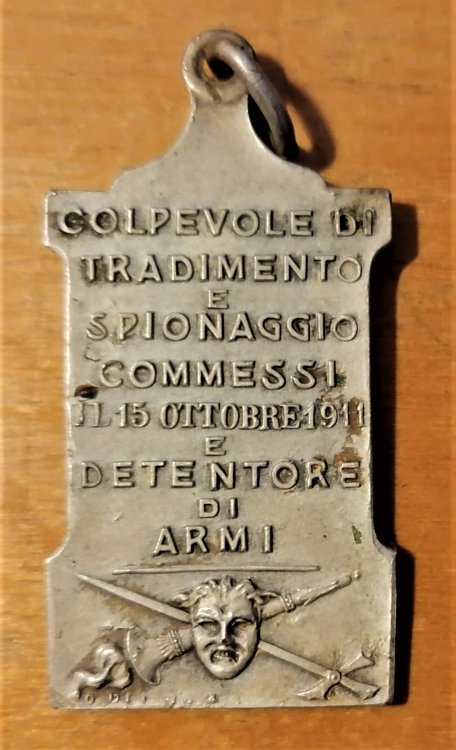 COLPEVOLE DI
TRADIMENTO
E
SPIONAGGIO
COMMESSI
IL 15 OTTOBRE 1911
E
DETENTORE
DI
ARMI